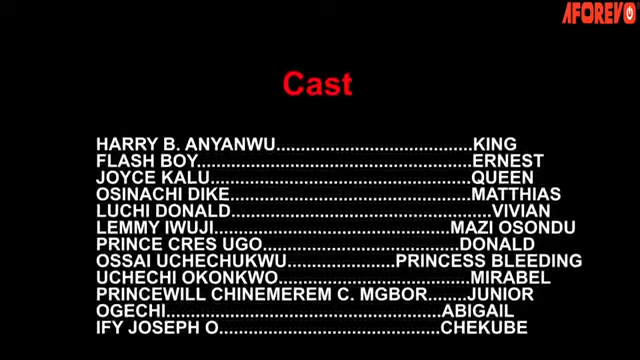 AFOREVO
Cast
HARRY B. ANYANWU.........................................KING
FLASH BOY.........................................................ERNEST
JOYCE KALU......................................................QUEEN
OSINACHI DIKE..................................................MATTHIAS
LUCHI DONALD......................................................VIVIAN
LEMMY IWUJI.................................................MAZI OSONDU
PRINCE CRES UGO.........................................DONALD
OSSAI UCHECHUKWU.......................PRINCESS BLEEDING
UCHECHI OKONKWO........................................MIRABEL
PRINCEWILL CHINEMEREM C. MGBOR........JUNIOR
OGECHI.........................................................ABIGAIL
IFY JOSEPH O..............................................CHEKUBE